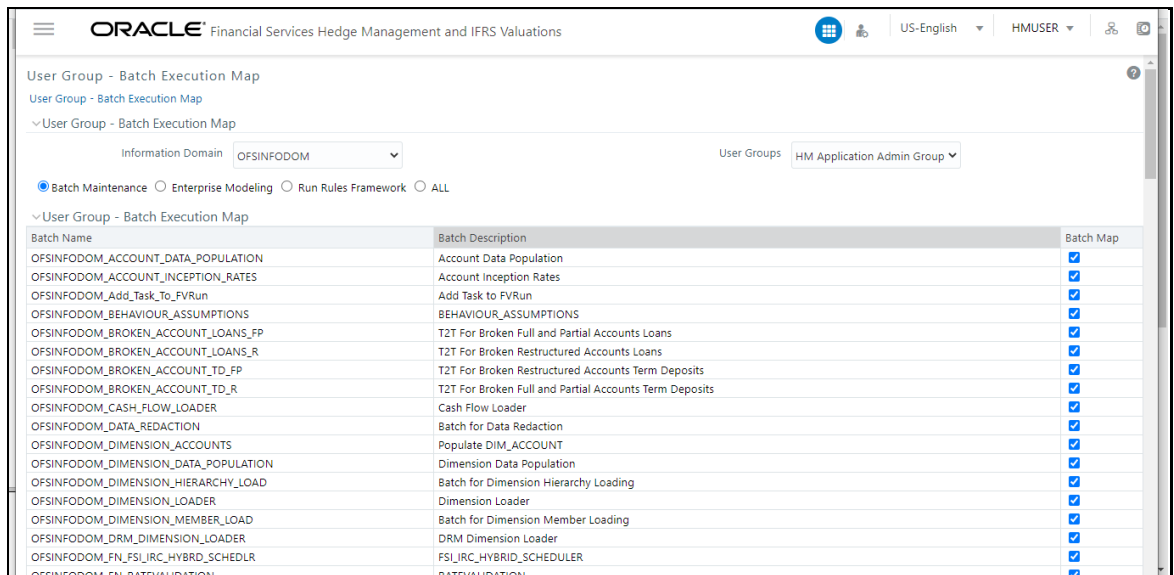 ORACLE Financial Services Hedge Management and IFRS Valuations US-English HMUSER
User Group - Batch Execution Map
User Group - Batch Execution Map
User Group - Batch Execution Map
Information Domain OFSINFODOM User Groups HM Application Admin Group
Batch Maintenance Enterprise Modeling Run Rules Framework ALL
User Group - Batch Execution Map
Batch Name Batch Description Batch Map
OFSINFODOM_ACCOUNT_DATA_POPULATION Account Data Population
OFSINFODOM_ACCOUNT_INCEPTION_RATES Account Inception Rates
OFSINFODOM_Add_Task_To_FVRun Add Task to FVRun
OFSINFODOM_BEHAVIOUR_ASSUMPTIONS BEHAVIOUR_ASSUMPTIONS
OFSINFODOM_BROKEN_ACCOUNT_LOANS_FP T2T For Broken Full and Partial Accounts Loans
OFSINFODOM_BROKEN_ACCOUNT_LOANS_R T2T For Broken Restructured Accounts Loans
OFSINFODOM_BROKEN_ACCOUNT_TD_FP T2T For Broken Restructured Accounts Term Deposits
OFSINFODOM_BROKEN_ACCOUNT_TD_R T2T For Broken Full and Partial Accounts Term Deposits
OFSINFODOM_CASH_FLOW_LOADER Cash Flow Loader
OFSINFODOM_DATA_REDACTION Batch for Data Redaction
OFSINFODOM_DIMENSION_ACCOUNTS Populate DIM_ACCOUNT
OFSINFODOM_DIMENSION_DATA_POPULATION Dimension Data Population
OFSINFODOM_DIMENSION_HIERARCHY_LOAD Batch for Dimension Hierarchy Loading
OFSINFODOM_DIMENSION_LOADER Dimension Loader
OFSINFODOM_DIMENSION_MEMBER_LOAD Batch for Dimension Member Loading
OFSINFODOM_DRM_DIMENSION_LOADER DRM Dimension Loader
OFSINFODOM_FN_FSI_IRC_HYBRD_SCHEDLR FSI_IRC_HYBRID_SCHEDULER
OFSINFODOM_FN_RATEVALIDATION RATEVALIDATION